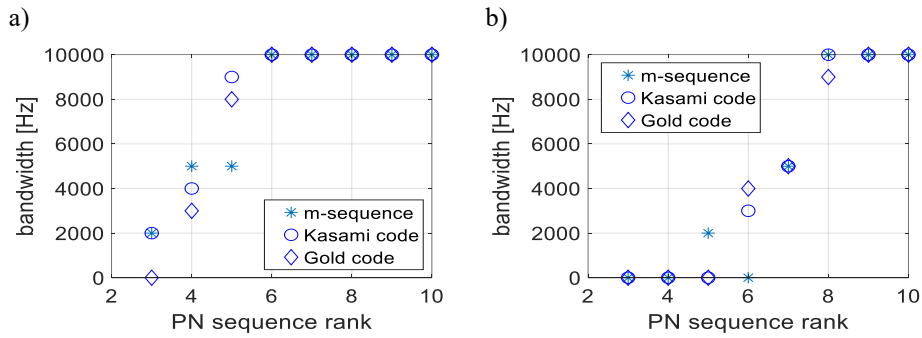 a)
bandwidth [Hz]
10000
8000
6000
4000
2000
0
m-sequence
Kasami code
Gold code
2 4 6 8 10
PN sequence rank
b)
bandwidth [Hz]
10000
8000
6000
4000
2000
0
m-sequence
Kasami code
Gold code
2 4 6 8 10
PN sequence rank